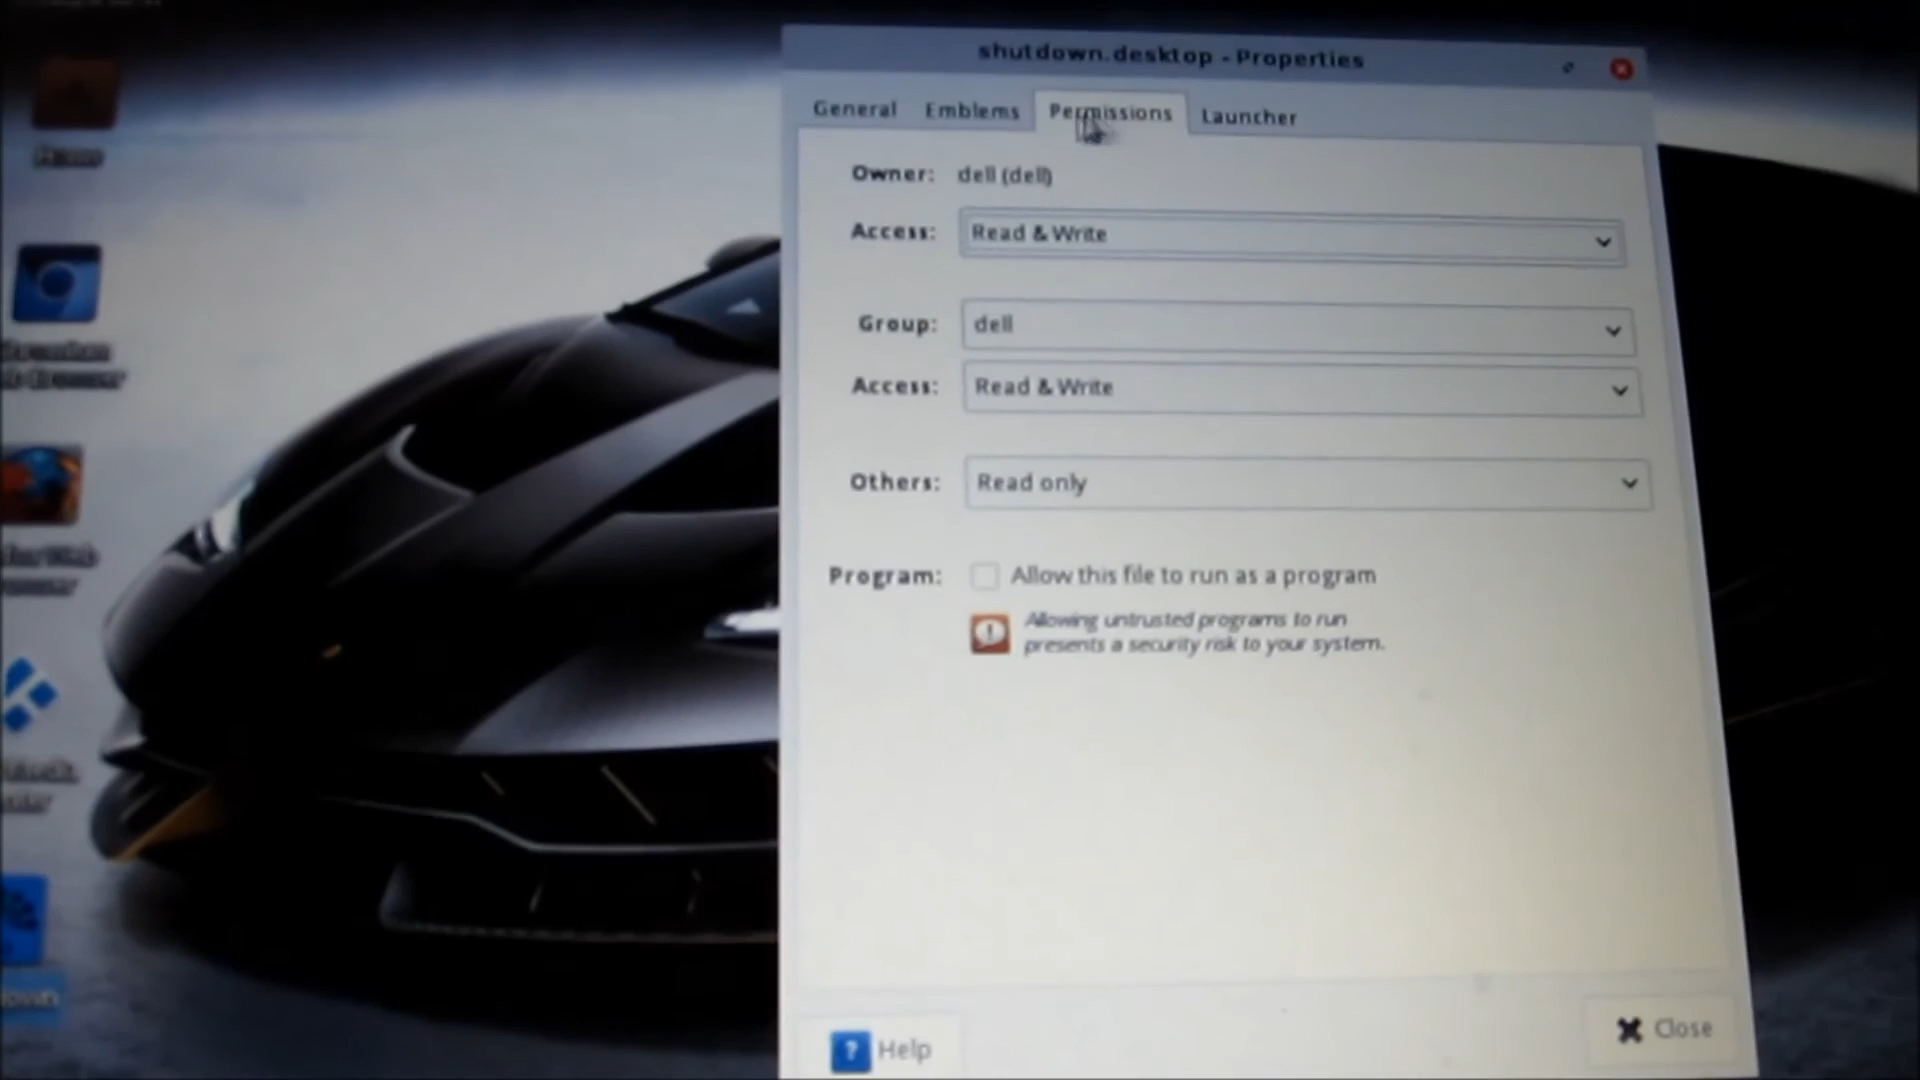 shutdown.desktop - Properties
General Emblems Permissions Launcher
Owner: dell (dell)
Access: Read & Write
Group: dell
Access: Read & Write
Others: Read only
Program: Allow this file to run as a program
Allowing untrusted programs to run
presents a security risk to your system.
Help
Close
Home